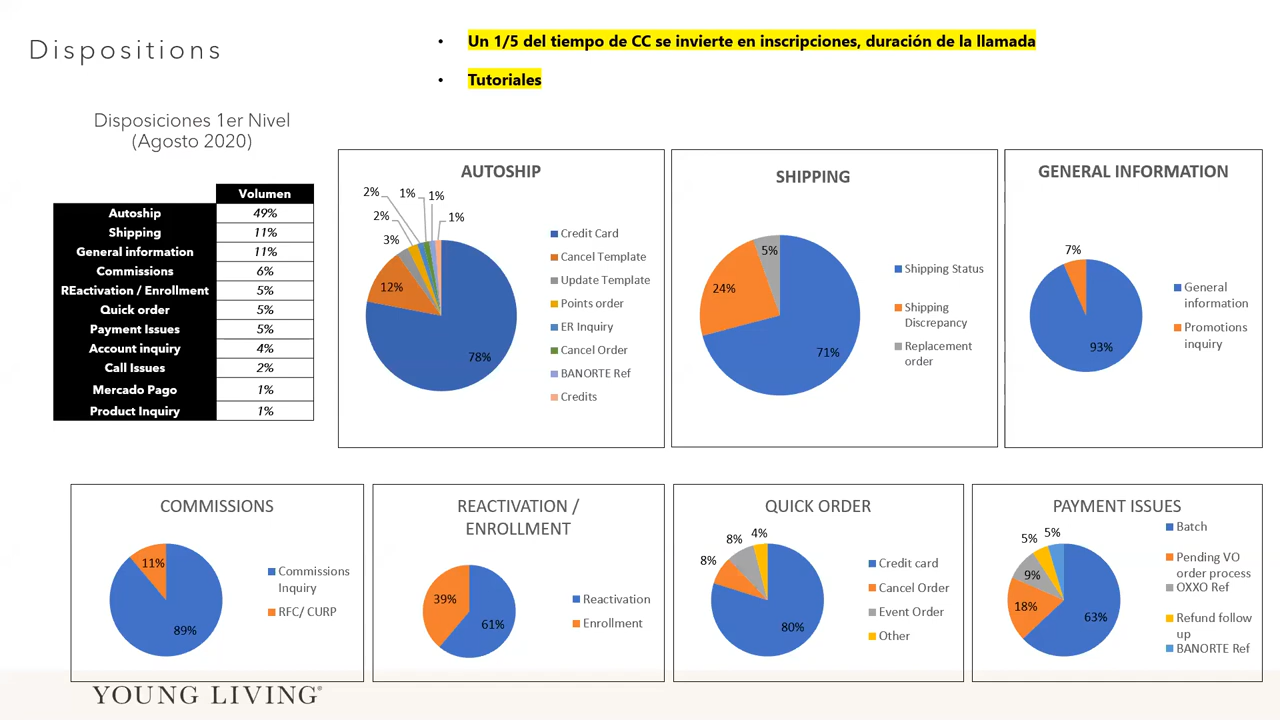 Dispositions
• Un 1/5 del tiempo de CC se invierte en inscripciones, duración de la llamada
• Tutoriales
Disposiciones 1er Nivel
(Agosto 2020)
Volumen
Autoship 49%
Shipping 11%
General information 11%
Commissions 6%
REactivation / Enrollment 5%
Quick order 5%
Payment Issues 5%
Account inquiry 4%
Call Issues 2%
Mercado Pago 1%
Product Inquiry 1%
AUTOSHIP
2% 1% 1%
2% 1%
3%
12%
78%
Credit Card
Cancel Template
Update Template
Points order
ER Inquiry
Cancel Order
BANORTE Ref
Credits
SHIPPING
5%
24%
71%
Shipping Status
Shipping
Discrepancy
Replacement
order
GENERAL INFORMATION
7%
93%
General
information
Promotions
inquiry
COMMISSIONS
11%
89%
Commissions
Inquiry
RFC/ CURP
REACTIVATION /
ENROLLMENT
39%
61%
Reactivation
Enrollment
QUICK ORDER
8% 4%
8%
80%
Credit card
Cancel Order
Event Order
Other
PAYMENT ISSUES
5% 5%
9%
18%
63%
Batch
Pending VO
order process
OXXO Ref
Refund follow
up
BANORTE Ref
YOUNG LIVING®